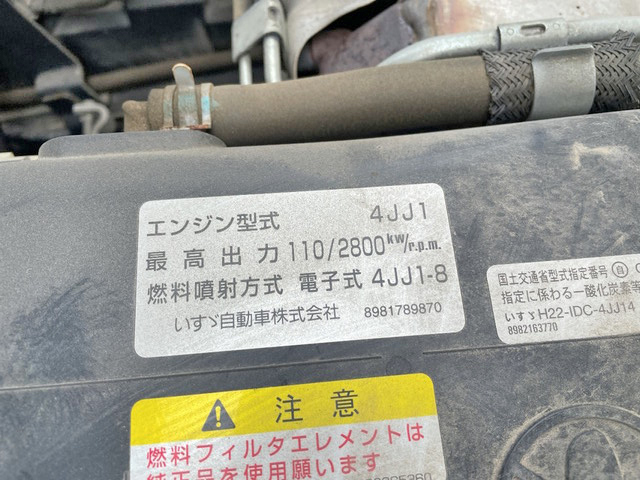 エンジン型式 4JJ1
最高出力 110/2800kW/r.p.m.
燃料噴射方式 電子式 4JJ1-8
いすゞ自動車株式会社 8981789870
国土交通省型式指定番号 自
指定に係わる一酸化炭素等
いすゞH22-IDC-4JJ14
8982163770
注意
燃料フィルタエレメントは
純正品を使用願います